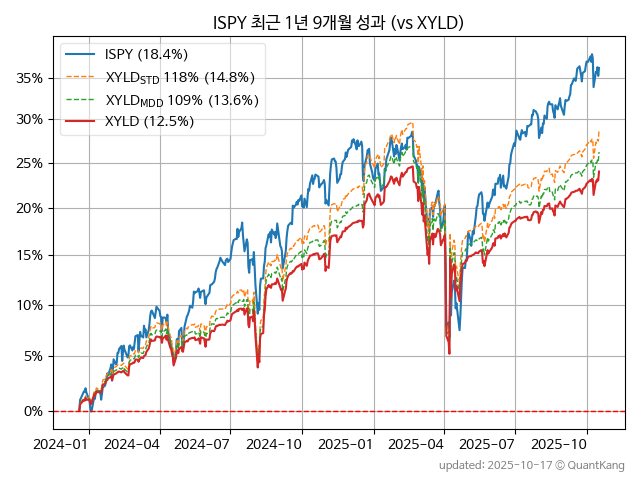 ISPY 최근 1년 9개월 성과 (vs XYLD)
ISPY (18.4%)
XYLD_STD 118% (14.8%)
XYLD_MDD 109% (13.6%)
XYLD (12.5%)
35%
30%
25%
20%
15%
10%
5%
0%
2024-01 2024-04 2024-07 2024-10 2025-01 2025-04 2025-07 2025-10
updated: 2025-10-17 © QuantKang